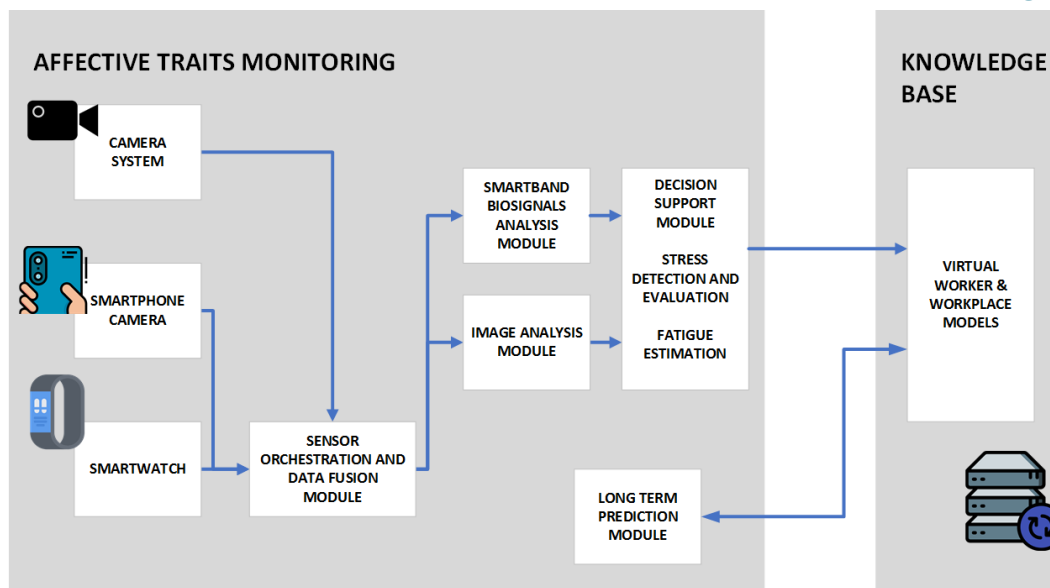 AFFECTIVE TRAITS MONITORING
KNOWLEDGE
BASE
CAMERA
SYSTEM
SMARTPHONE
CAMERA
SMARTWATCH
SENSOR
ORCHESTRATION AND
DATA FUSION
MODULE
SMARTBAND
BIOSIGNALS
ANALYSIS
MODULE
IMAGE ANALYSIS
MODULE
DECISION
SUPPORT
MODULE
STRESS
DETECTION AND
EVALUATION
FATIGUE
ESTIMATION
LONG TERM
PREDICTION
MODULE
VIRTUAL
WORKER &
WORKPLACE
MODELS